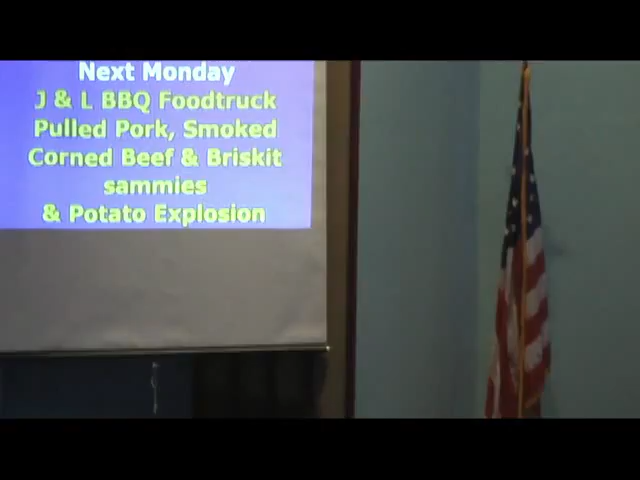 Next Monday
J & L BBQ Foodtruck
Pulled Pork, Smoked
Corned Beef & Briskit
sammies
& Potato Explosion